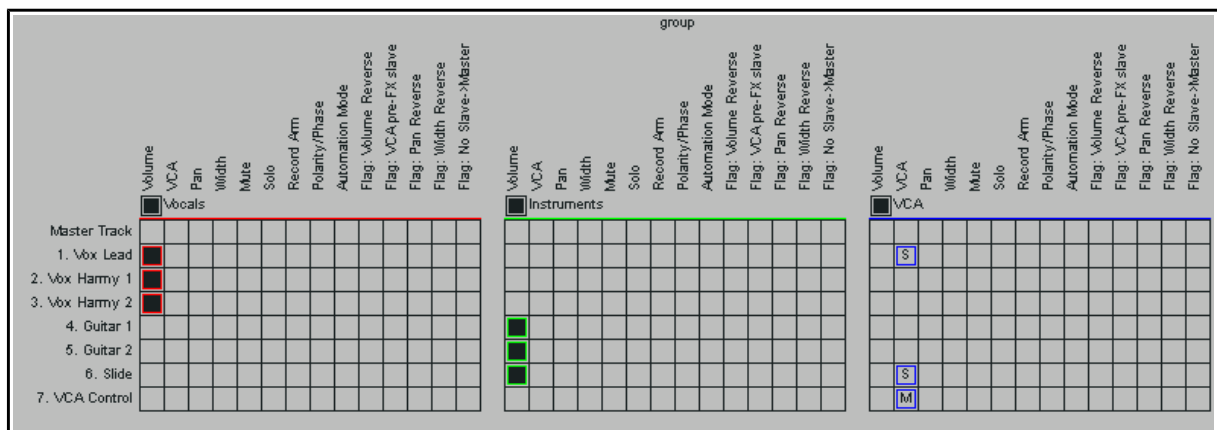 group
Volume
VCA
Pan
Width
Mute
Solo
Record Arm
Polarity/Phase
Automation Mode
Flag: Volume Reverse
Flag: VCA pre-FX slave
Flag: Pan Reverse
Flag: Width Reverse
Flag: No Slave->Master
Volume
VCA
Pan
Width
Mute
Solo
Record Arm
Polarity/Phase
Automation Mode
Flag: Volume Reverse
Flag: VCA pre-FX slave
Flag: Pan Reverse
Flag: Width Reverse
Flag: No Slave->Master
Volume
VCA
Pan
Width
Mute
Solo
Record Arm
Polarity/Phase
Automation Mode
Flag: Volume Reverse
Flag: VCA pre-FX slave
Flag: Pan Reverse
Flag: Width Reverse
Flag: No Slave->Master
Vocals Instruments VCA
Master Track
1. Vox Lead S
2. Vox Harmy 1
3. Vox Harmy 2
4. Guitar 1
5. Guitar 2
6. Slide S
7. VCA Control M